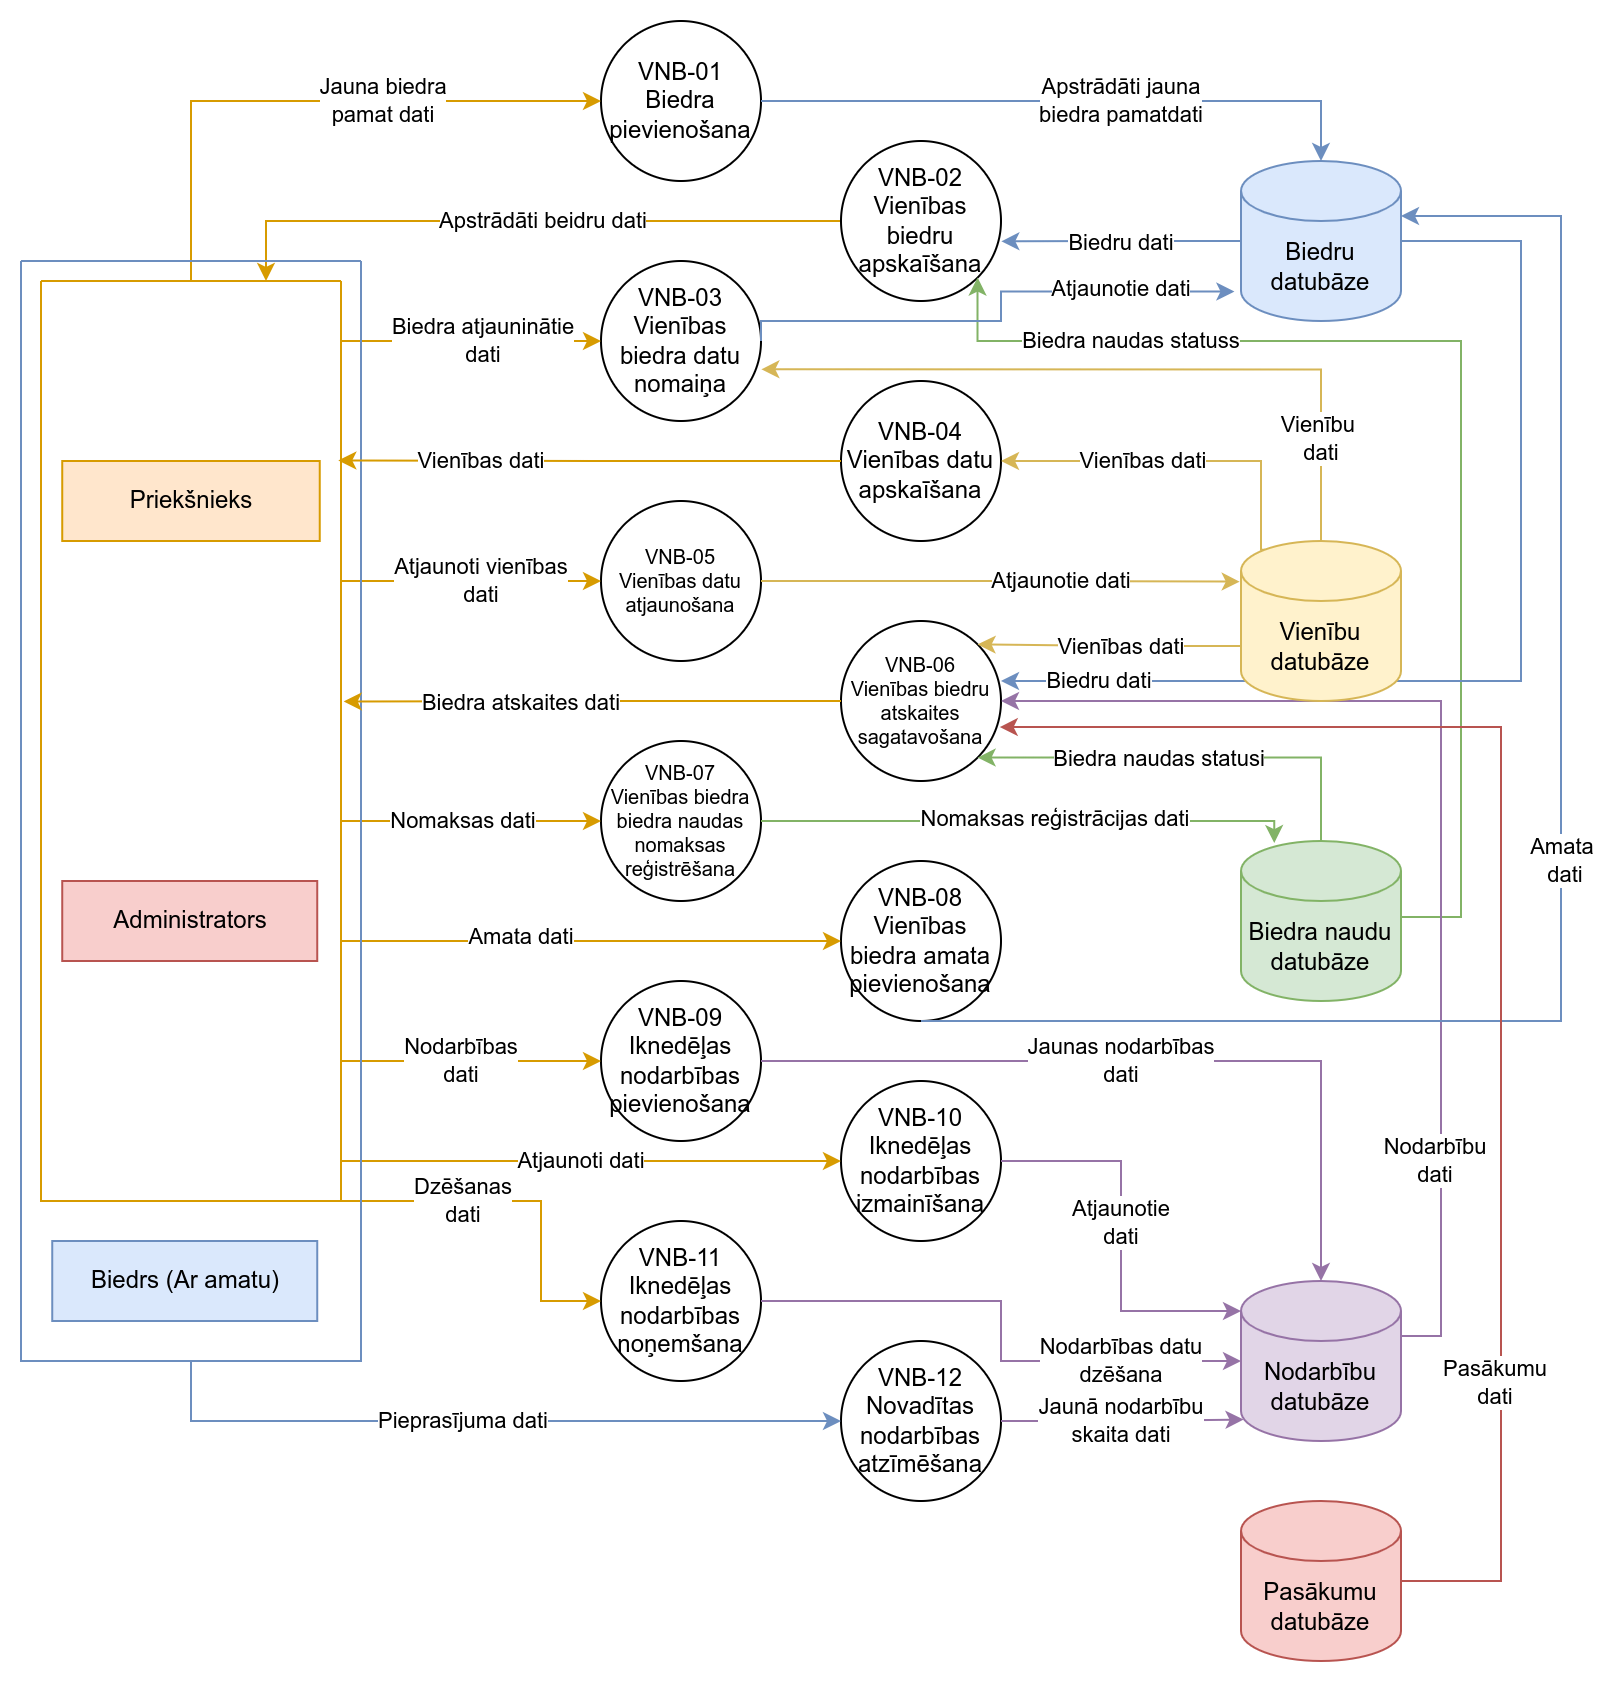 Jauna biedra
pamat dati
VNB-01
Biedra
pievienošana
Apstrādāti jauna
biedra pamatdati
Apstrādāti beidru dati
VNB-02
Vienības
biedru
apskaīšana
Biedru dati
Biedru
datubāze
Biedra atjauninātie
dati
VNB-03
Vienības
biedra datu
nomaiņa
Atjaunotie dati
Biedra naudas statuss
Vienību
dati
Vienības dati
VNB-04
Vienības datu
apskaīšana
Vienības dati
Priekšnieks
Atjaunoti vienības
dati
VNB-05
Vienības datu
atjaunošana
Atjaunotie dati
Vienību
datubāze
Vienības dati
Biedru dati
Biedra atskaites dati
VNB-06
Vienības biedru
atskaites
sagatavošana
Biedra naudas statusi
Nomaksas dati
VNB-07
Vienības biedra
biedra naudas
nomaksas
reģistrēšana
Nomaksas reģistrācijas dati
Amata
dati
Administrators
Amata dati
VNB-08
Vienības
biedra amata
pievienošana
Biedra naudu
datubāze
Nodarbības
dati
VNB-09
Iknedēļas
nodarbības
pievienošana
Jaunas nodarbības
dati
Atjaunoti dati
VNB-10
Iknedēļas
nodarbības
izmainīšana
Nodarbību
dati
Dzēšanas
dati
Atjaunotie
dati
Biedrs (Ar amatu)
VNB-11
Iknedēļas
nodarbības
noņemšana
Nodarbības datu
dzēšana
Nodarbību
datubāze
Pasākumu
dati
Pieprasījuma dati
VNB-12
Novadītas
nodarbības
atzīmēšana
Jaunā nodarbību
skaita dati
Pasākumu
datubāze